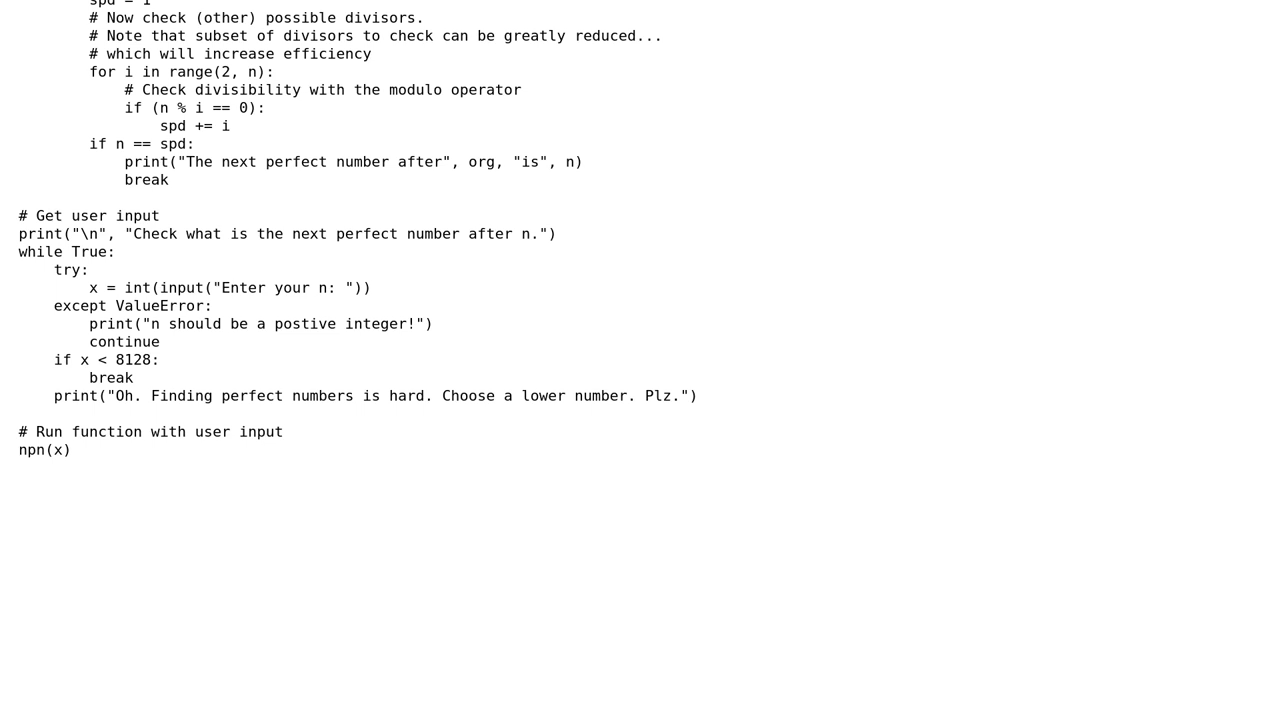 spd = 1
# Now check (other) possible divisors.
# Note that subset of divisors to check can be greatly reduced...
# which will increase efficiency
for i in range(2, n):
# Check divisibility with the modulo operator
if (n % i == 0):
spd += i
if n == spd:
print("The next perfect number after", org, "is", n)
break
# Get user input
print("\n", "Check what is the next perfect number after n.")
while True:
try:
x = int(input("Enter your n: "))
except ValueError:
print("n should be a postive integer!")
continue
if x < 8128:
break
print("Oh. Finding perfect numbers is hard. Choose a lower number. Plz.")
# Run function with user input
npn(x)